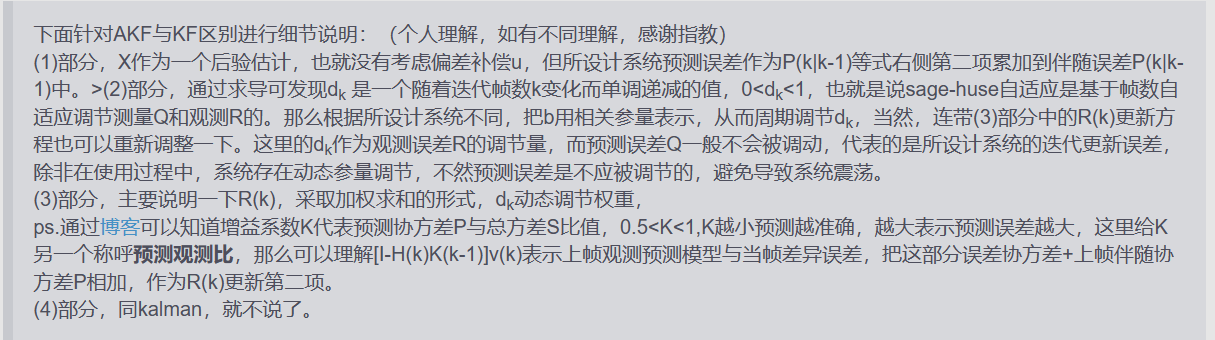 下面针对AKF与KF区别进行细节说明：（个人理解，如有不同理解，感谢指教）
(1)部分，X作为一个后验估计，也就没有考虑偏差补偿u，但所设计系统预测误差作为P(k|k-1)等式右侧第二项累加到伴随误差P(k|k-
1)中。>(2)部分，通过求导可发现dk 是一个随着迭代帧数k变化而单调递减的值，0<dk<1，也就是说sage-huse自适应是基于帧数自
适应调节测量Q和观测R的。那么根据所设计系统不同，把b用相关参量表示，从而周期调节dk，当然，连带(3)部分中的R(k)更新方
程也可以重新调整一下。这里的dk作为观测误差R的调节量，而预测误差Q一般不会被调动，代表的是所设计系统的迭代更新误差，
除非在使用过程中，系统存在动态参量调节，不然预测误差是不应被调节的，避免导致系统震荡。
(3)部分，主要说明一下R(k)，采取加权求和的形式，dk动态调节权重，
ps.通过博客可以知道增益系数K代表预测协方差P与总方差S比值，0.5<K<1,K越小预测越准确，越大表示预测误差越大，这里给K
另一个称呼预测观测比，那么可以理解[I-H(k)K(k-1)]v(k)表示上帧观测预测模型与当帧差异误差，把这部分误差协方差+上帧伴随协
方差P相加，作为R(k)更新第二项。
(4)部分，同kalman，就不说了。